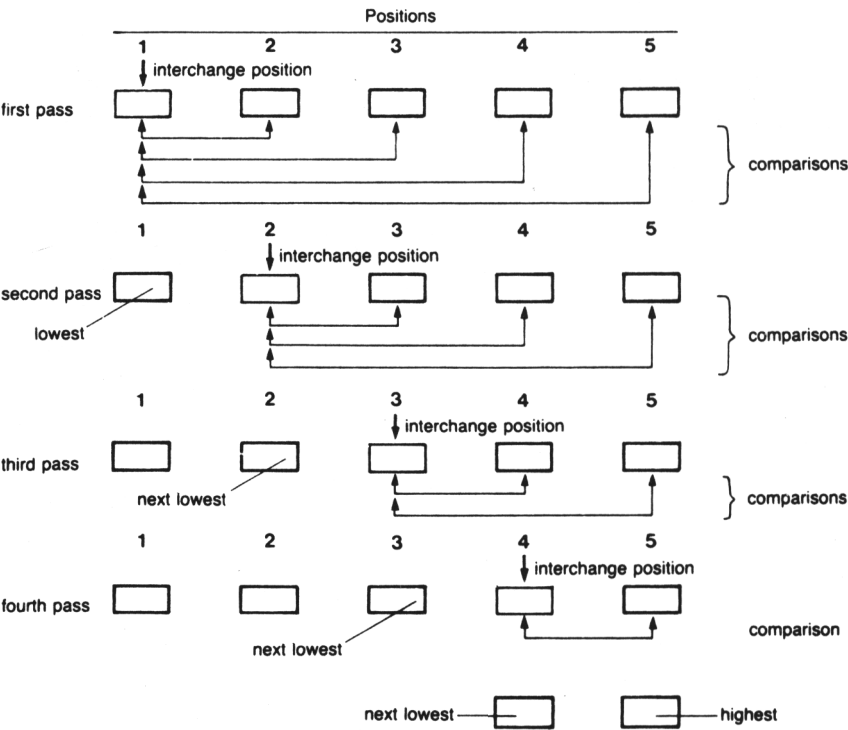 Positions
1 2 3 4 5
interchange position
first pass
comparisons
1 2 3 4 5
interchange position
second pass
lowest
comparisons
1 2 3 4 5
interchange position
third pass
next lowest
comparisons
1 2 3 4 5
interchange position
fourth pass
next lowest
comparison
next lowest highest